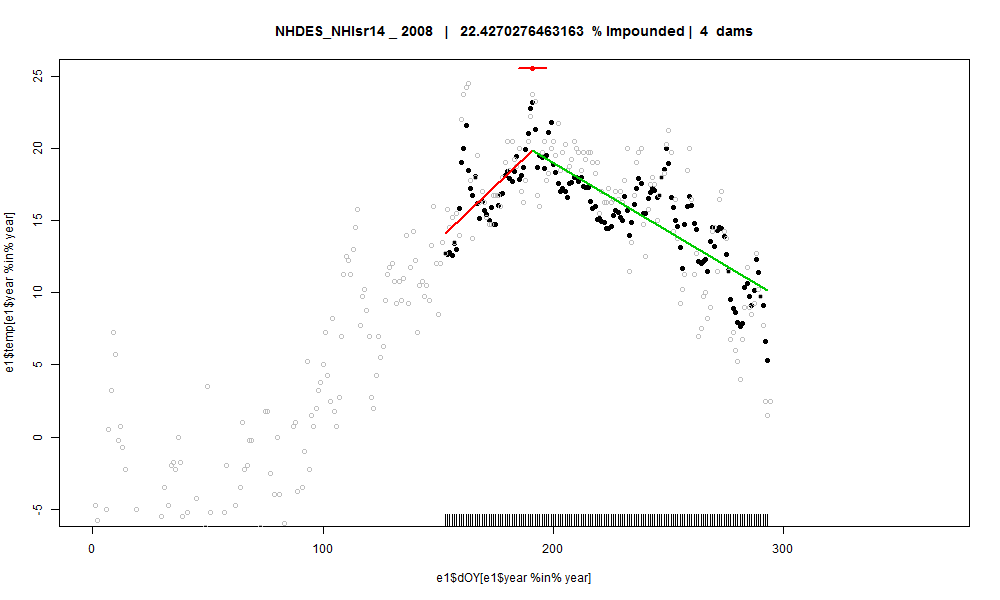 NHDES_NHIsr14 _ 2008 | 22.4270276463163 % Impounded | 4 dams
25
20
15
10
5
0
-5
e1$temp[e1$year %in% year]
0 100 200 300
e1$dOY[e1$year %in% year]